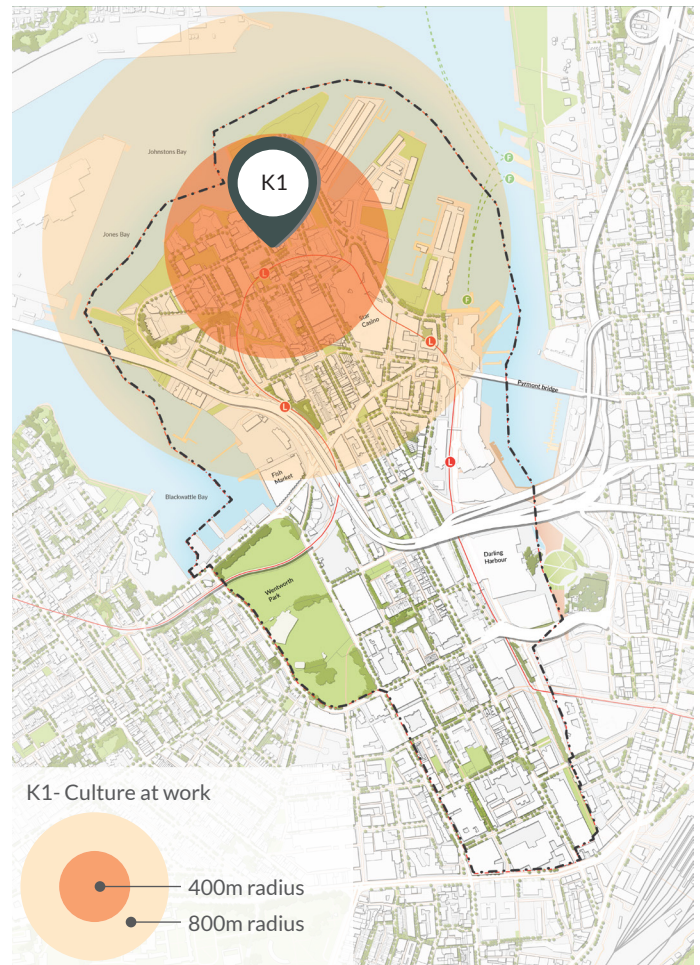 Johnstons Bay
K1
Jones Bay
F
F
F
L
Star
Casino
L
Pyrmont bridge
L
Fish
Market
L
Blackwattle Bay
Darling
Harbour
Wentworth
Park
K1- Culture at work
400m radius
800m radius